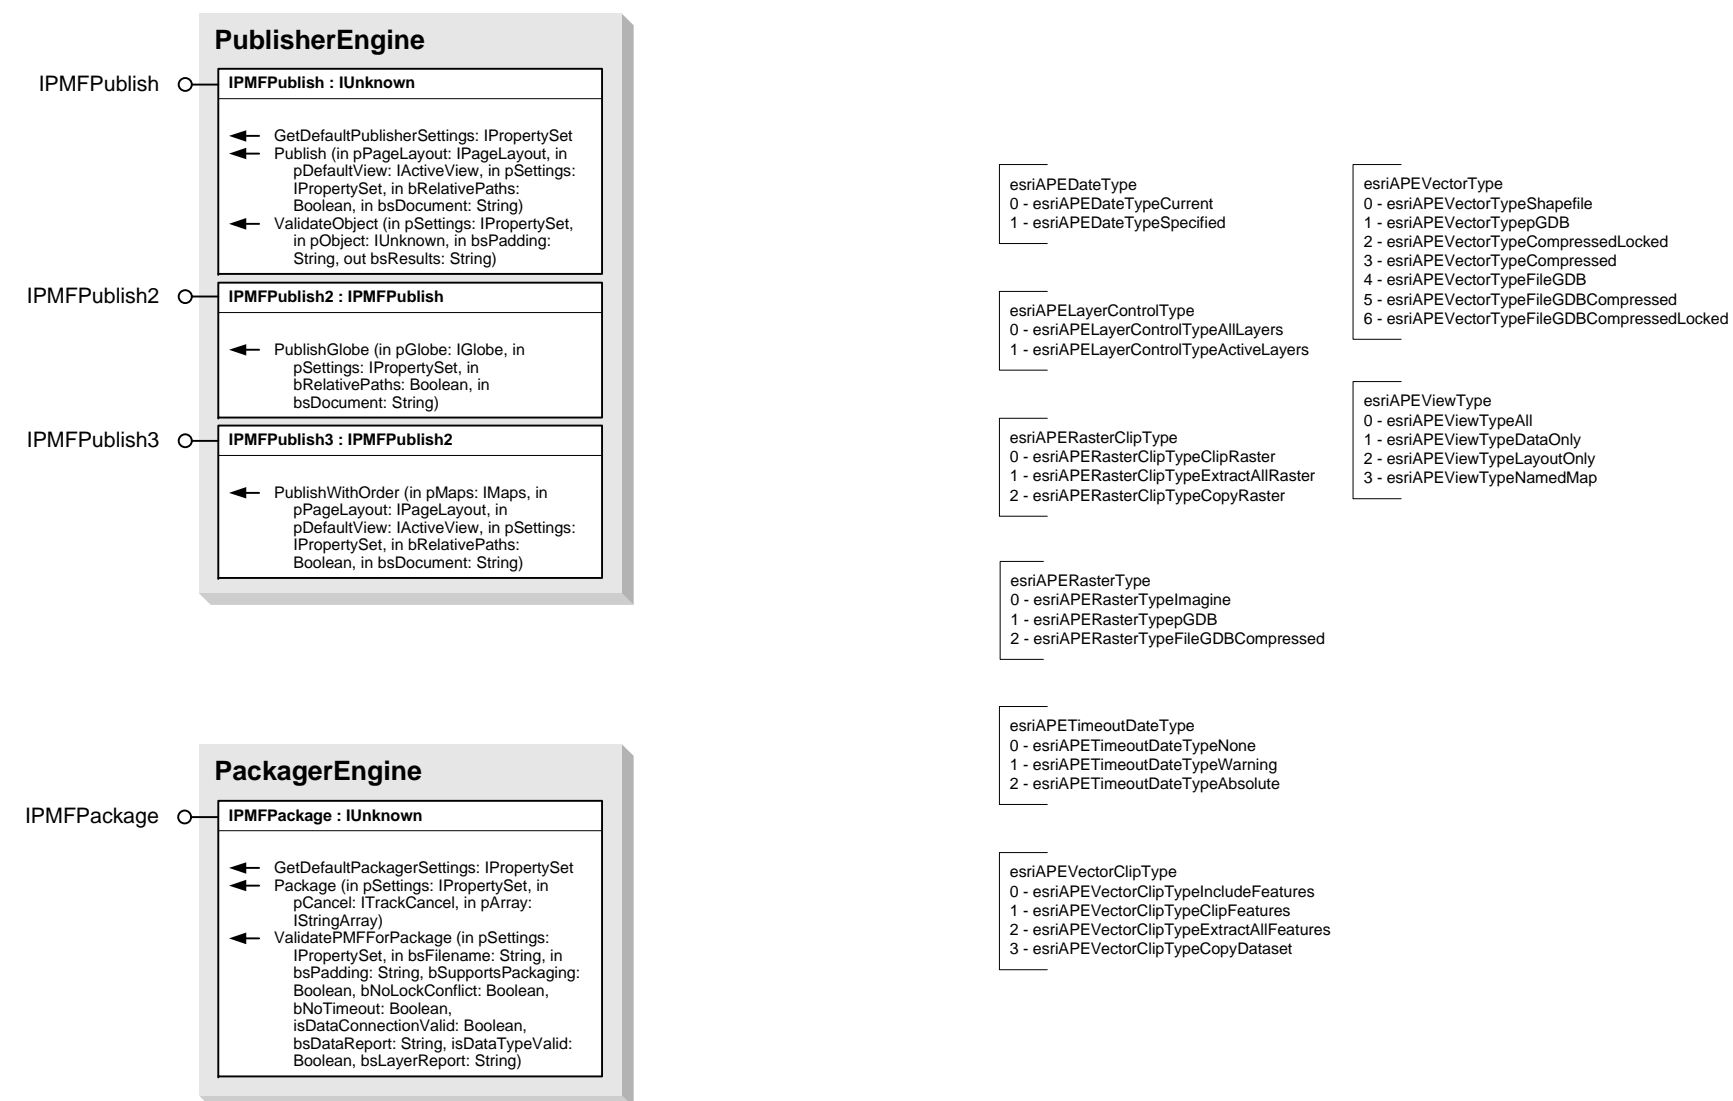 PublisherEngine
IPMFPublish
IPMFPublish : IUnknown
GetDefaultPublisherSettings: IPropertySet
Publish (in pPageLayout: IPageLayout, in
pDefaultView: IActiveView, in pSettings:
IPropertySet, in bRelativePaths:
Boolean, in bsDocument: String)
ValidateObject (in pSettings: IPropertySet,
in pObject: IUnknown, in bsPadding:
String, out bsResults: String)
IPMFPublish2
IPMFPublish2 : IPMFPublish
PublishGlobe (in pGlobe: IGlobe, in
pSettings: IPropertySet, in
bRelativePaths: Boolean, in
bsDocument: String)
IPMFPublish3
IPMFPublish3 : IPMFPublish2
PublishWithOrder (in pMaps: IMaps, in
pPageLayout: IPageLayout, in
pDefaultView: IActiveView, in pSettings:
IPropertySet, in bRelativePaths:
Boolean, in bsDocument: String)
PackagerEngine
IPMFPackage
IPMFPackage : IUnknown
GetDefaultPackagerSettings: IPropertySet
Package (in pSettings: IPropertySet, in
pCancel: ITrackCancel, in pArray:
IStringArray)
ValidatePMFForPackage (in pSettings:
IPropertySet, in bsFilename: String, in
bsPadding: String, bSupportsPackaging:
Boolean, bNoLockConflict: Boolean,
bNoTimeout: Boolean,
isDataConnectionValid: Boolean,
bsDataReport: String, isDataTypeValid:
Boolean, bsLayerReport: String)
esriAPEDateType
0 - esriAPEDateTypeCurrent
1 - esriAPEDateTypeSpecified
esriAPELayerControlType
0 - esriAPELayerControlTypeAllLayers
1 - esriAPELayerControlTypeActiveLayers
esriAPERasterClipType
0 - esriAPERasterClipTypeClipRaster
1 - esriAPERasterClipTypeExtractAllRaster
2 - esriAPERasterClipTypeCopyRaster
esriAPERasterType
0 - esriAPERasterTypeImagine
1 - esriAPERasterTypepGDB
2 - esriAPERasterTypeFileGDBCompressed
esriAPETimeoutDateType
0 - esriAPETimeoutDateTypeNone
1 - esriAPETimeoutDateTypeWarning
2 - esriAPETimeoutDateTypeAbsolute
esriAPEVectorClipType
0 - esriAPEVectorClipTypeIncludeFeatures
1 - esriAPEVectorClipTypeClipFeatures
2 - esriAPEVectorClipTypeExtractAllFeatures
3 - esriAPEVectorClipTypeCopyDataset
esriAPEVectorType
0 - esriAPEVectorTypeShapefile
1 - esriAPEVectorTypepGDB
2 - esriAPEVectorTypeCompressedLocked
3 - esriAPEVectorTypeCompressed
4 - esriAPEVectorTypeFileGDB
5 - esriAPEVectorTypeFileGDBCompressed
6 - esriAPEVectorTypeFileGDBCompressedLocked
esriAPEViewType
0 - esriAPEViewTypeAll
1 - esriAPEViewTypeDataOnly
2 - esriAPEViewTypeLayoutOnly
3 - esriAPEViewTypeNamedMap